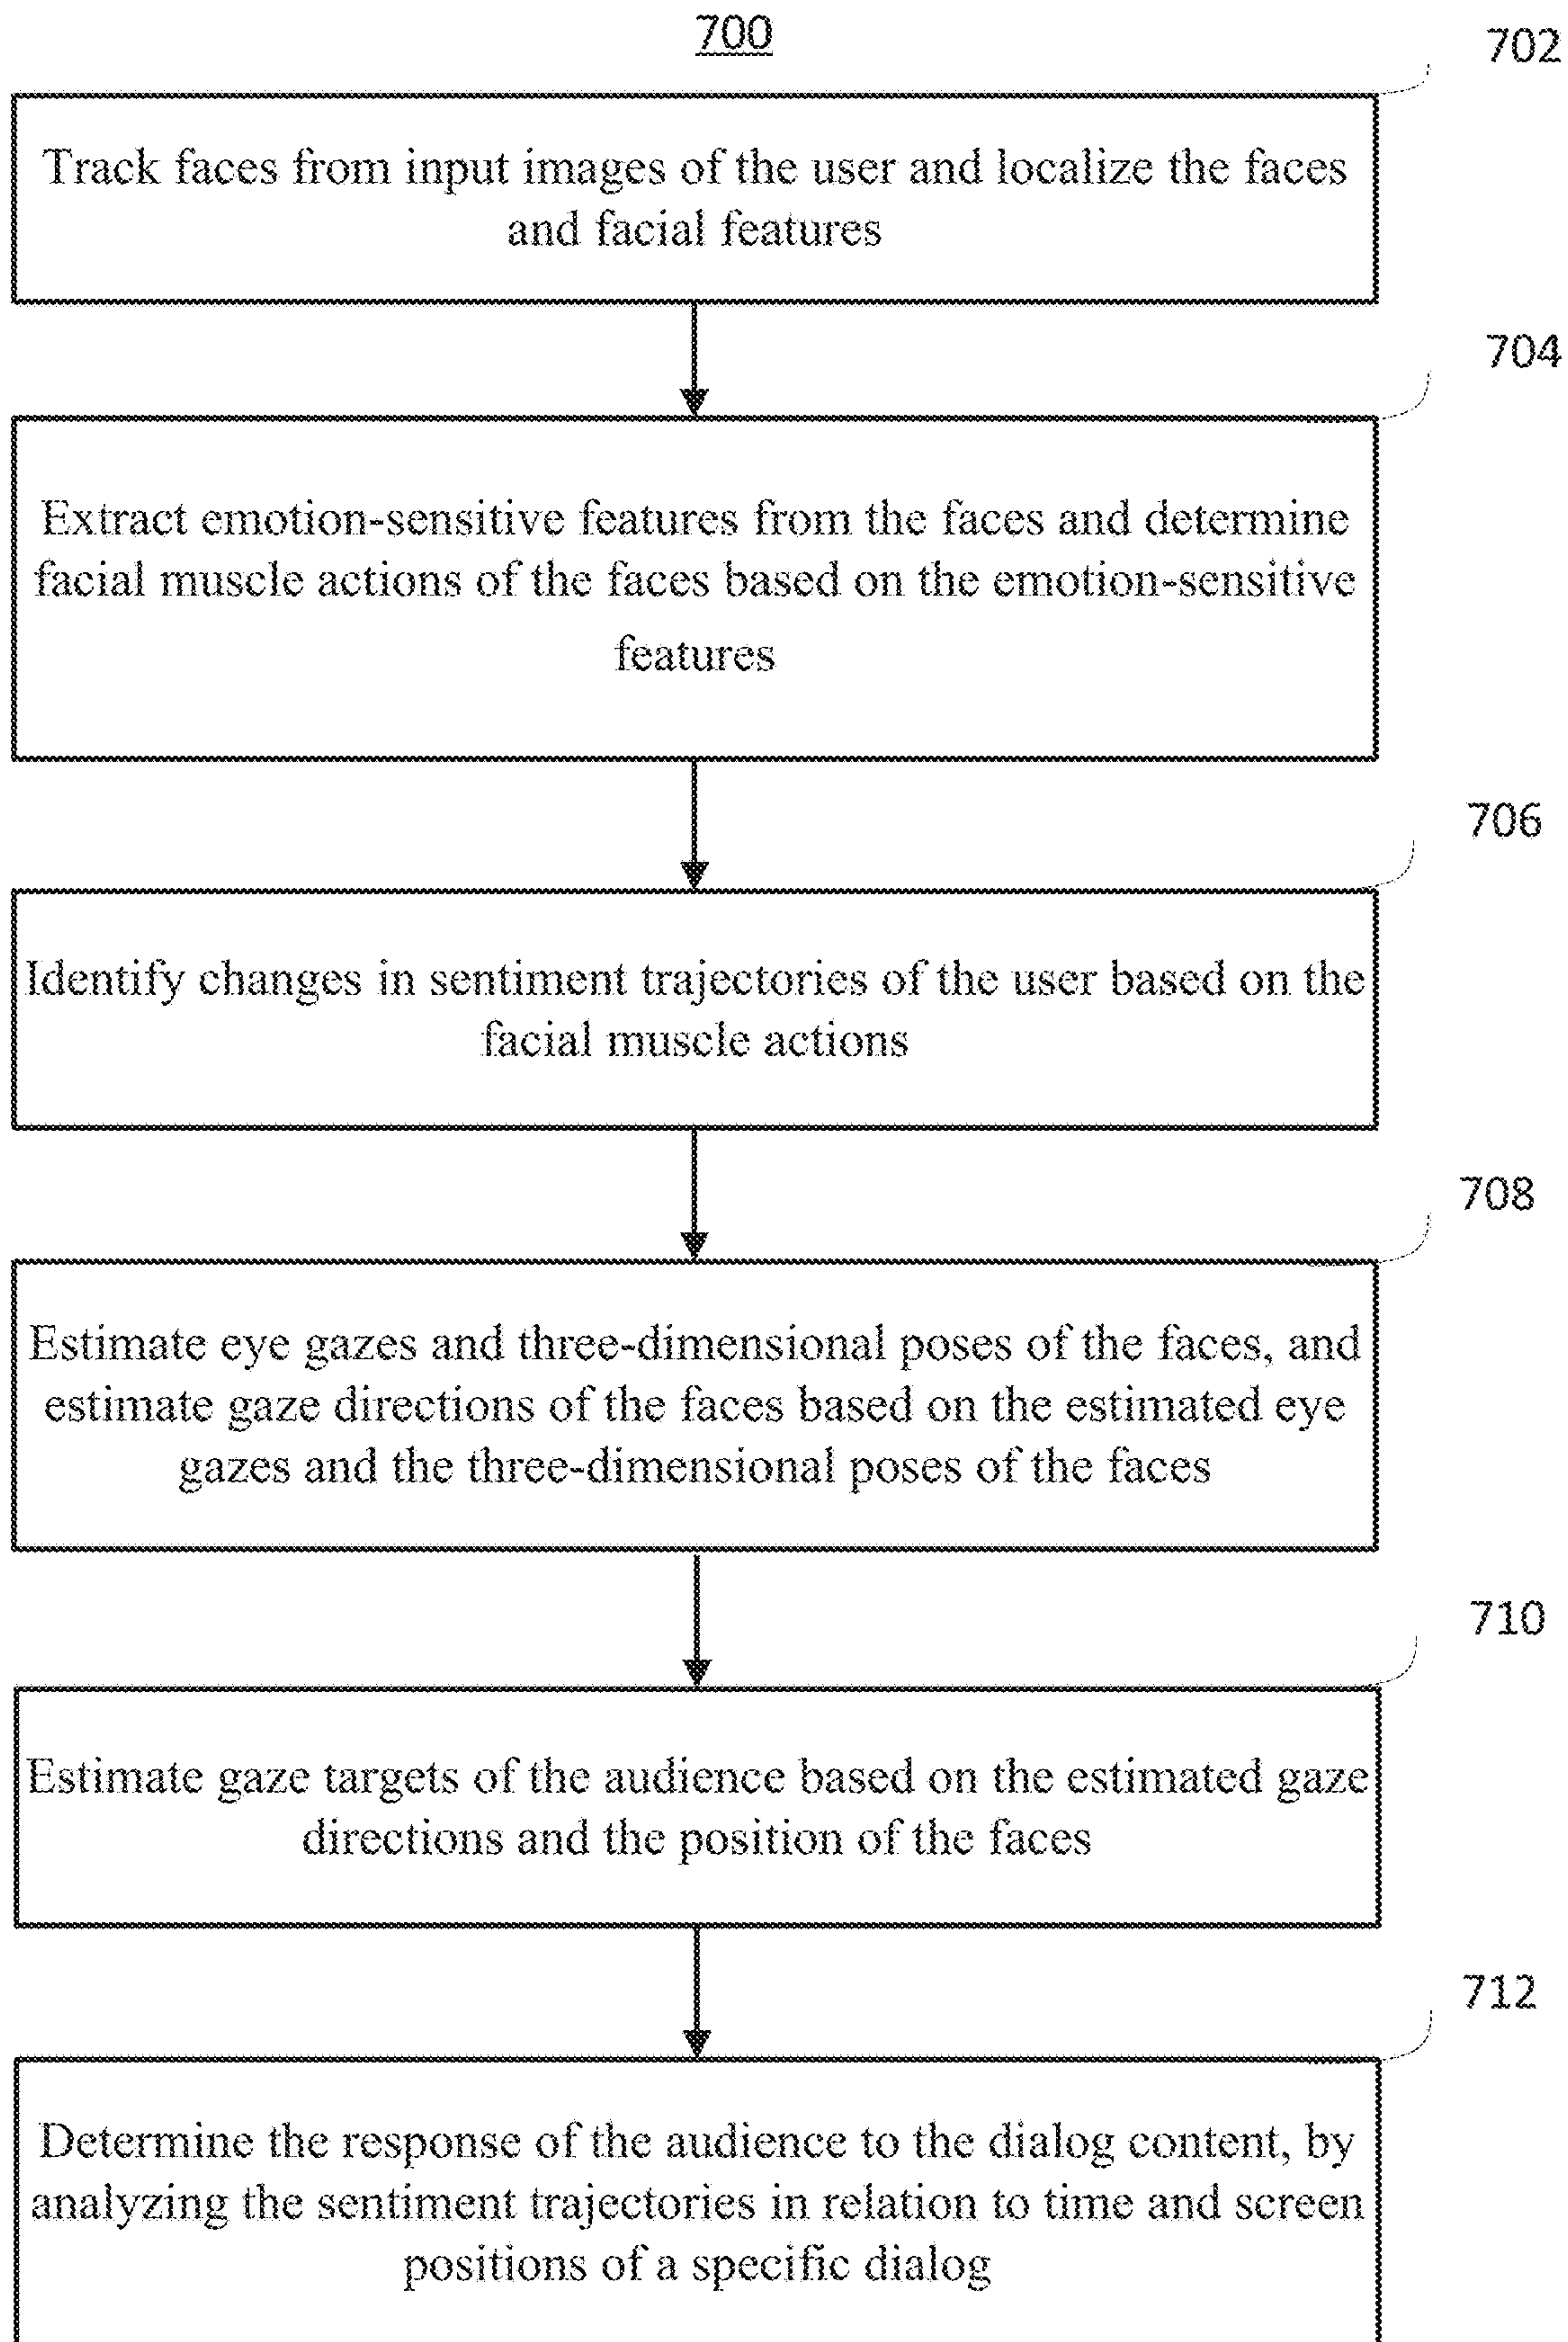 700
702
Track faces from input images of the user and localize the faces
and facial features
704
Extract emotion-sensitive features from the faces and determine
facial muscle actions of the faces based on the emotion-sensitive
features
706
Identify changes in sentiment trajectories of the user based on the
facial muscle actions
708
Estimate eye gazes and three-dimensional poses of the faces, and
estimate gaze directions of the faces based on the estimated eye
gazes and the three-dimensional poses of the faces
710
Estimate gaze targets of the audience based on the estimated gaze
directions and the position of the faces
712
Determine the response of the audience to the dialog content, by
analyzing the sentiment trajectories in relation to time and screen
positions of a specific dialog